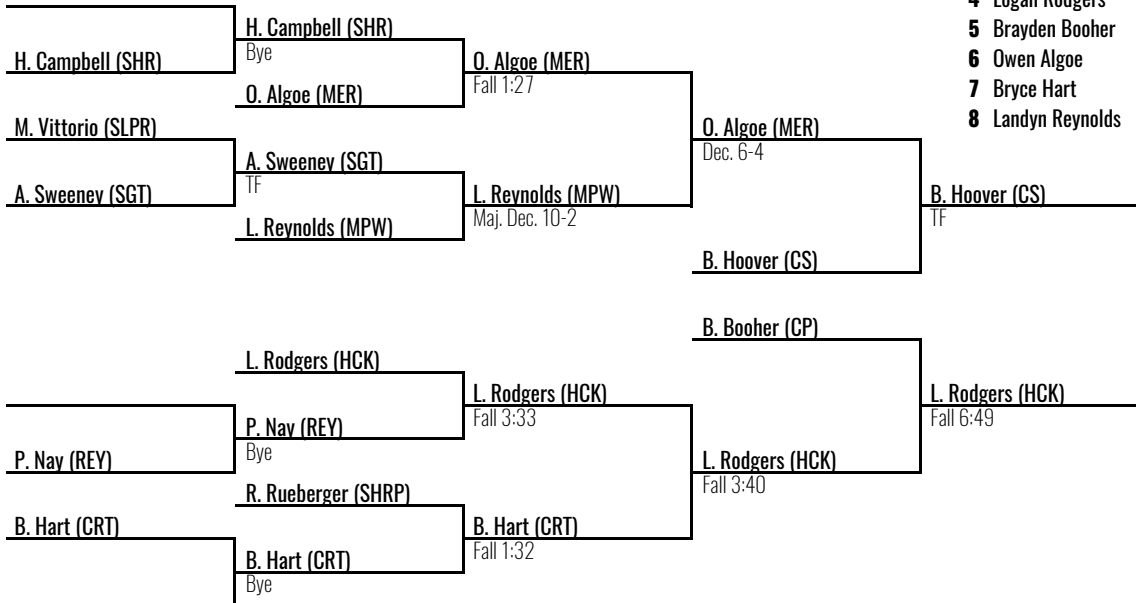 4 Logan Rodgers
5 Brayden Booher
6 Owen Algoe
7 Bryce Hart
8 Landyn Reynolds
H. Campbell (SHR)
M. Vittorio (SLPR)
A. Sweeney (SGT)
H. Campbell (SHR)
Bye
O. Algoe (MER)
A. Sweeney (SGT)
TF
L. Reynolds (MPW)
O. Algoe (MER)
Fall 1:27
L. Reynolds (MPW)
Maj. Dec. 10-2
O. Algoe (MER)
Dec. 6-4
B. Hoover (CS)
B. Hoover (CS)
TF
P. Nay (REY)
B. Hart (CRT)
L. Rodgers (HCK)
P. Nay (REY)
Bye
R. Rueberger (SHRP)
B. Hart (CRT)
Bye
L. Rodgers (HCK)
Fall 3:33
B. Hart (CRT)
Fall 1:32
B. Booher (CP)
L. Rodgers (HCK)
Fall 3:40
L. Rodgers (HCK)
Fall 6:49